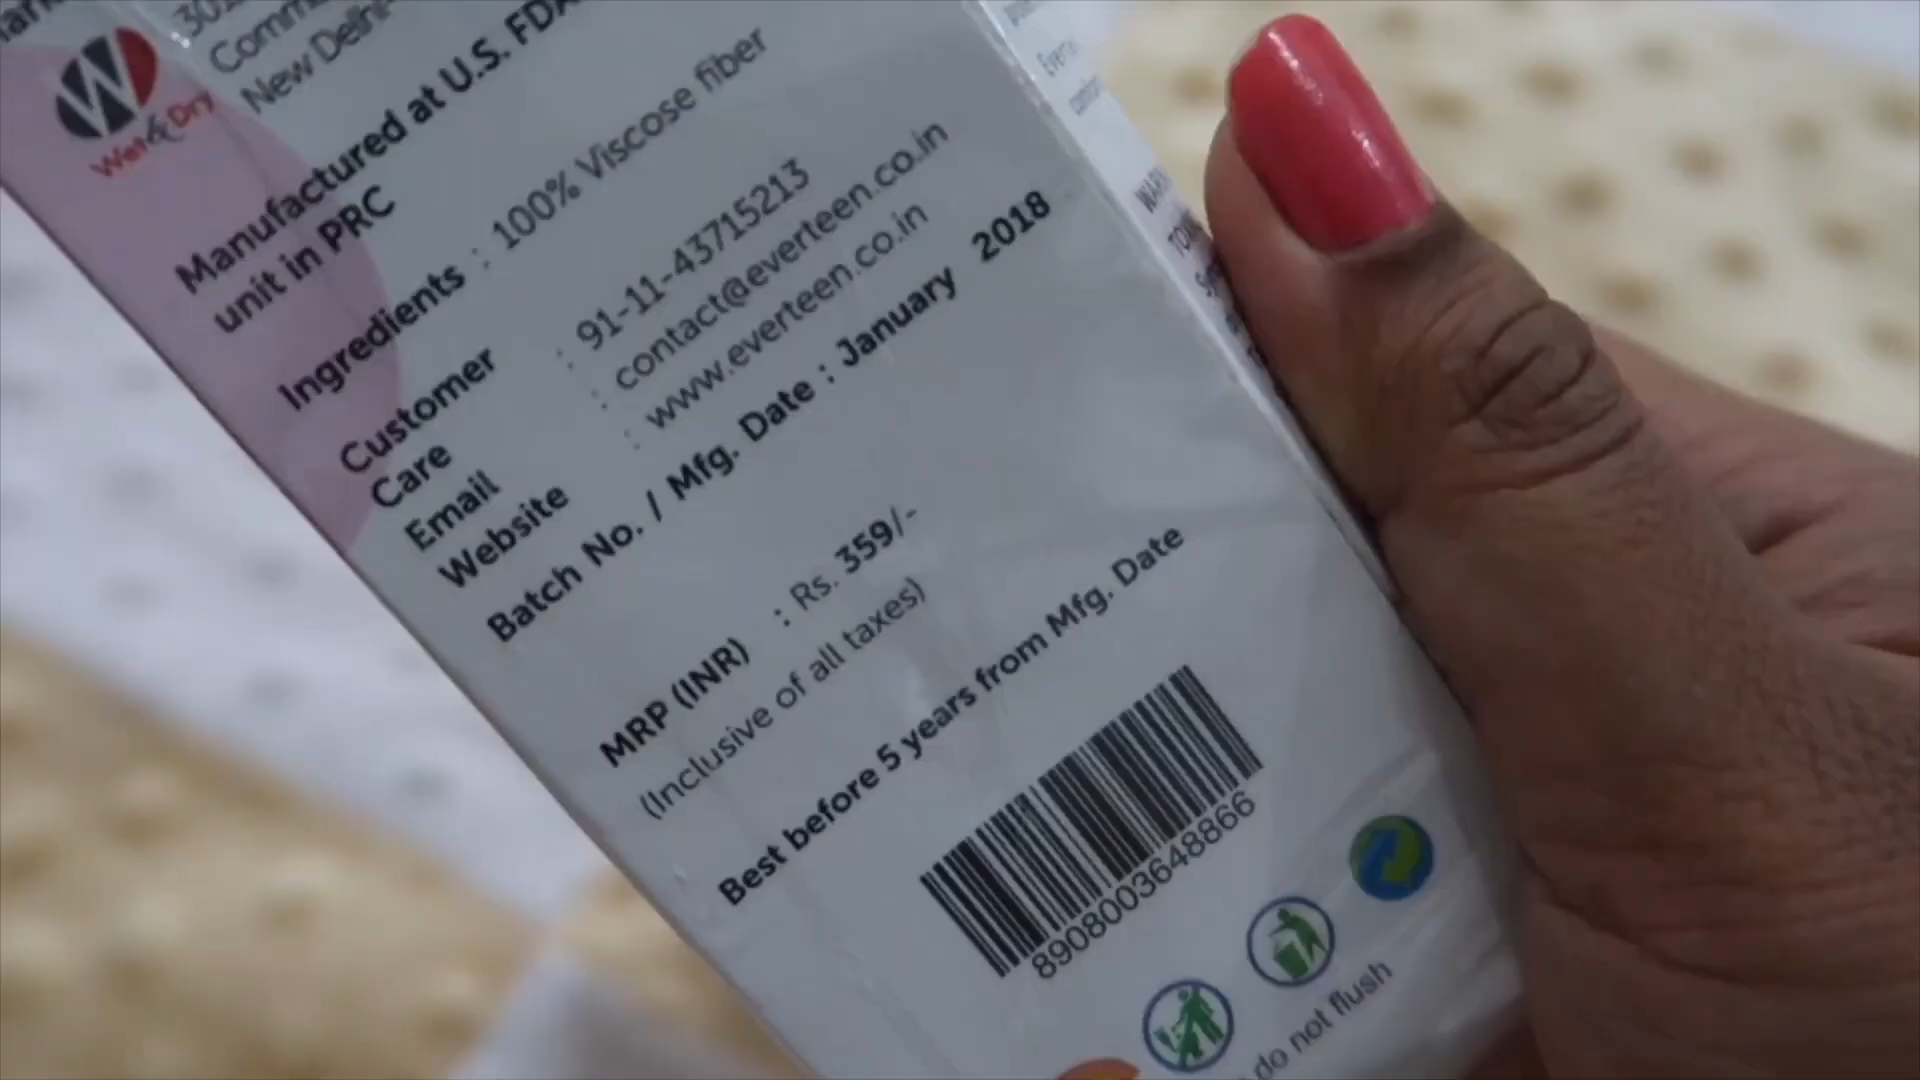 Wet & Dry
New Delhi
Manufactured at U.S. FDA
unit in PRC
Ingredients : 100% Viscose fiber
Customer Care : 91-11-43715213
Email : contact@everteen.co.in
Website : www.everteen.co.in
Batch No. / Mfg. Date : January 2018
MRP (INR) : Rs. 359/-
(Inclusive of all taxes)
Best before 5 years from Mfg. Date
8908003648866
do not flush